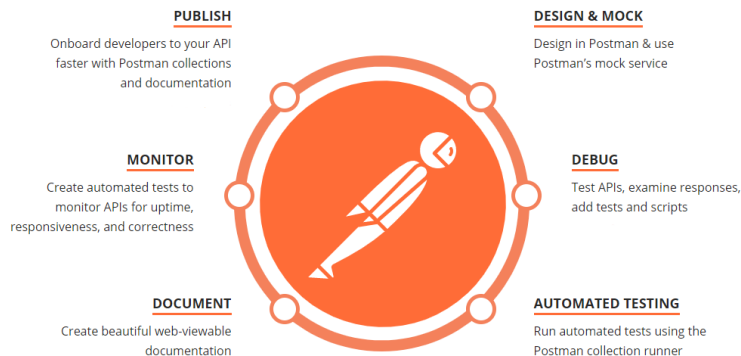 PUBLISH
Onboard developers to your API
faster with Postman collections
and documentation
DESIGN & MOCK
Design in Postman & use
Postman's mock service
MONITOR
Create automated tests to
monitor APIs for uptime,
responsiveness, and correctness
DEBUG
Test APIs, examine responses,
add tests and scripts
DOCUMENT
Create beautiful web-viewable
documentation
AUTOMATED TESTING
Run automated tests using the
Postman collection runner